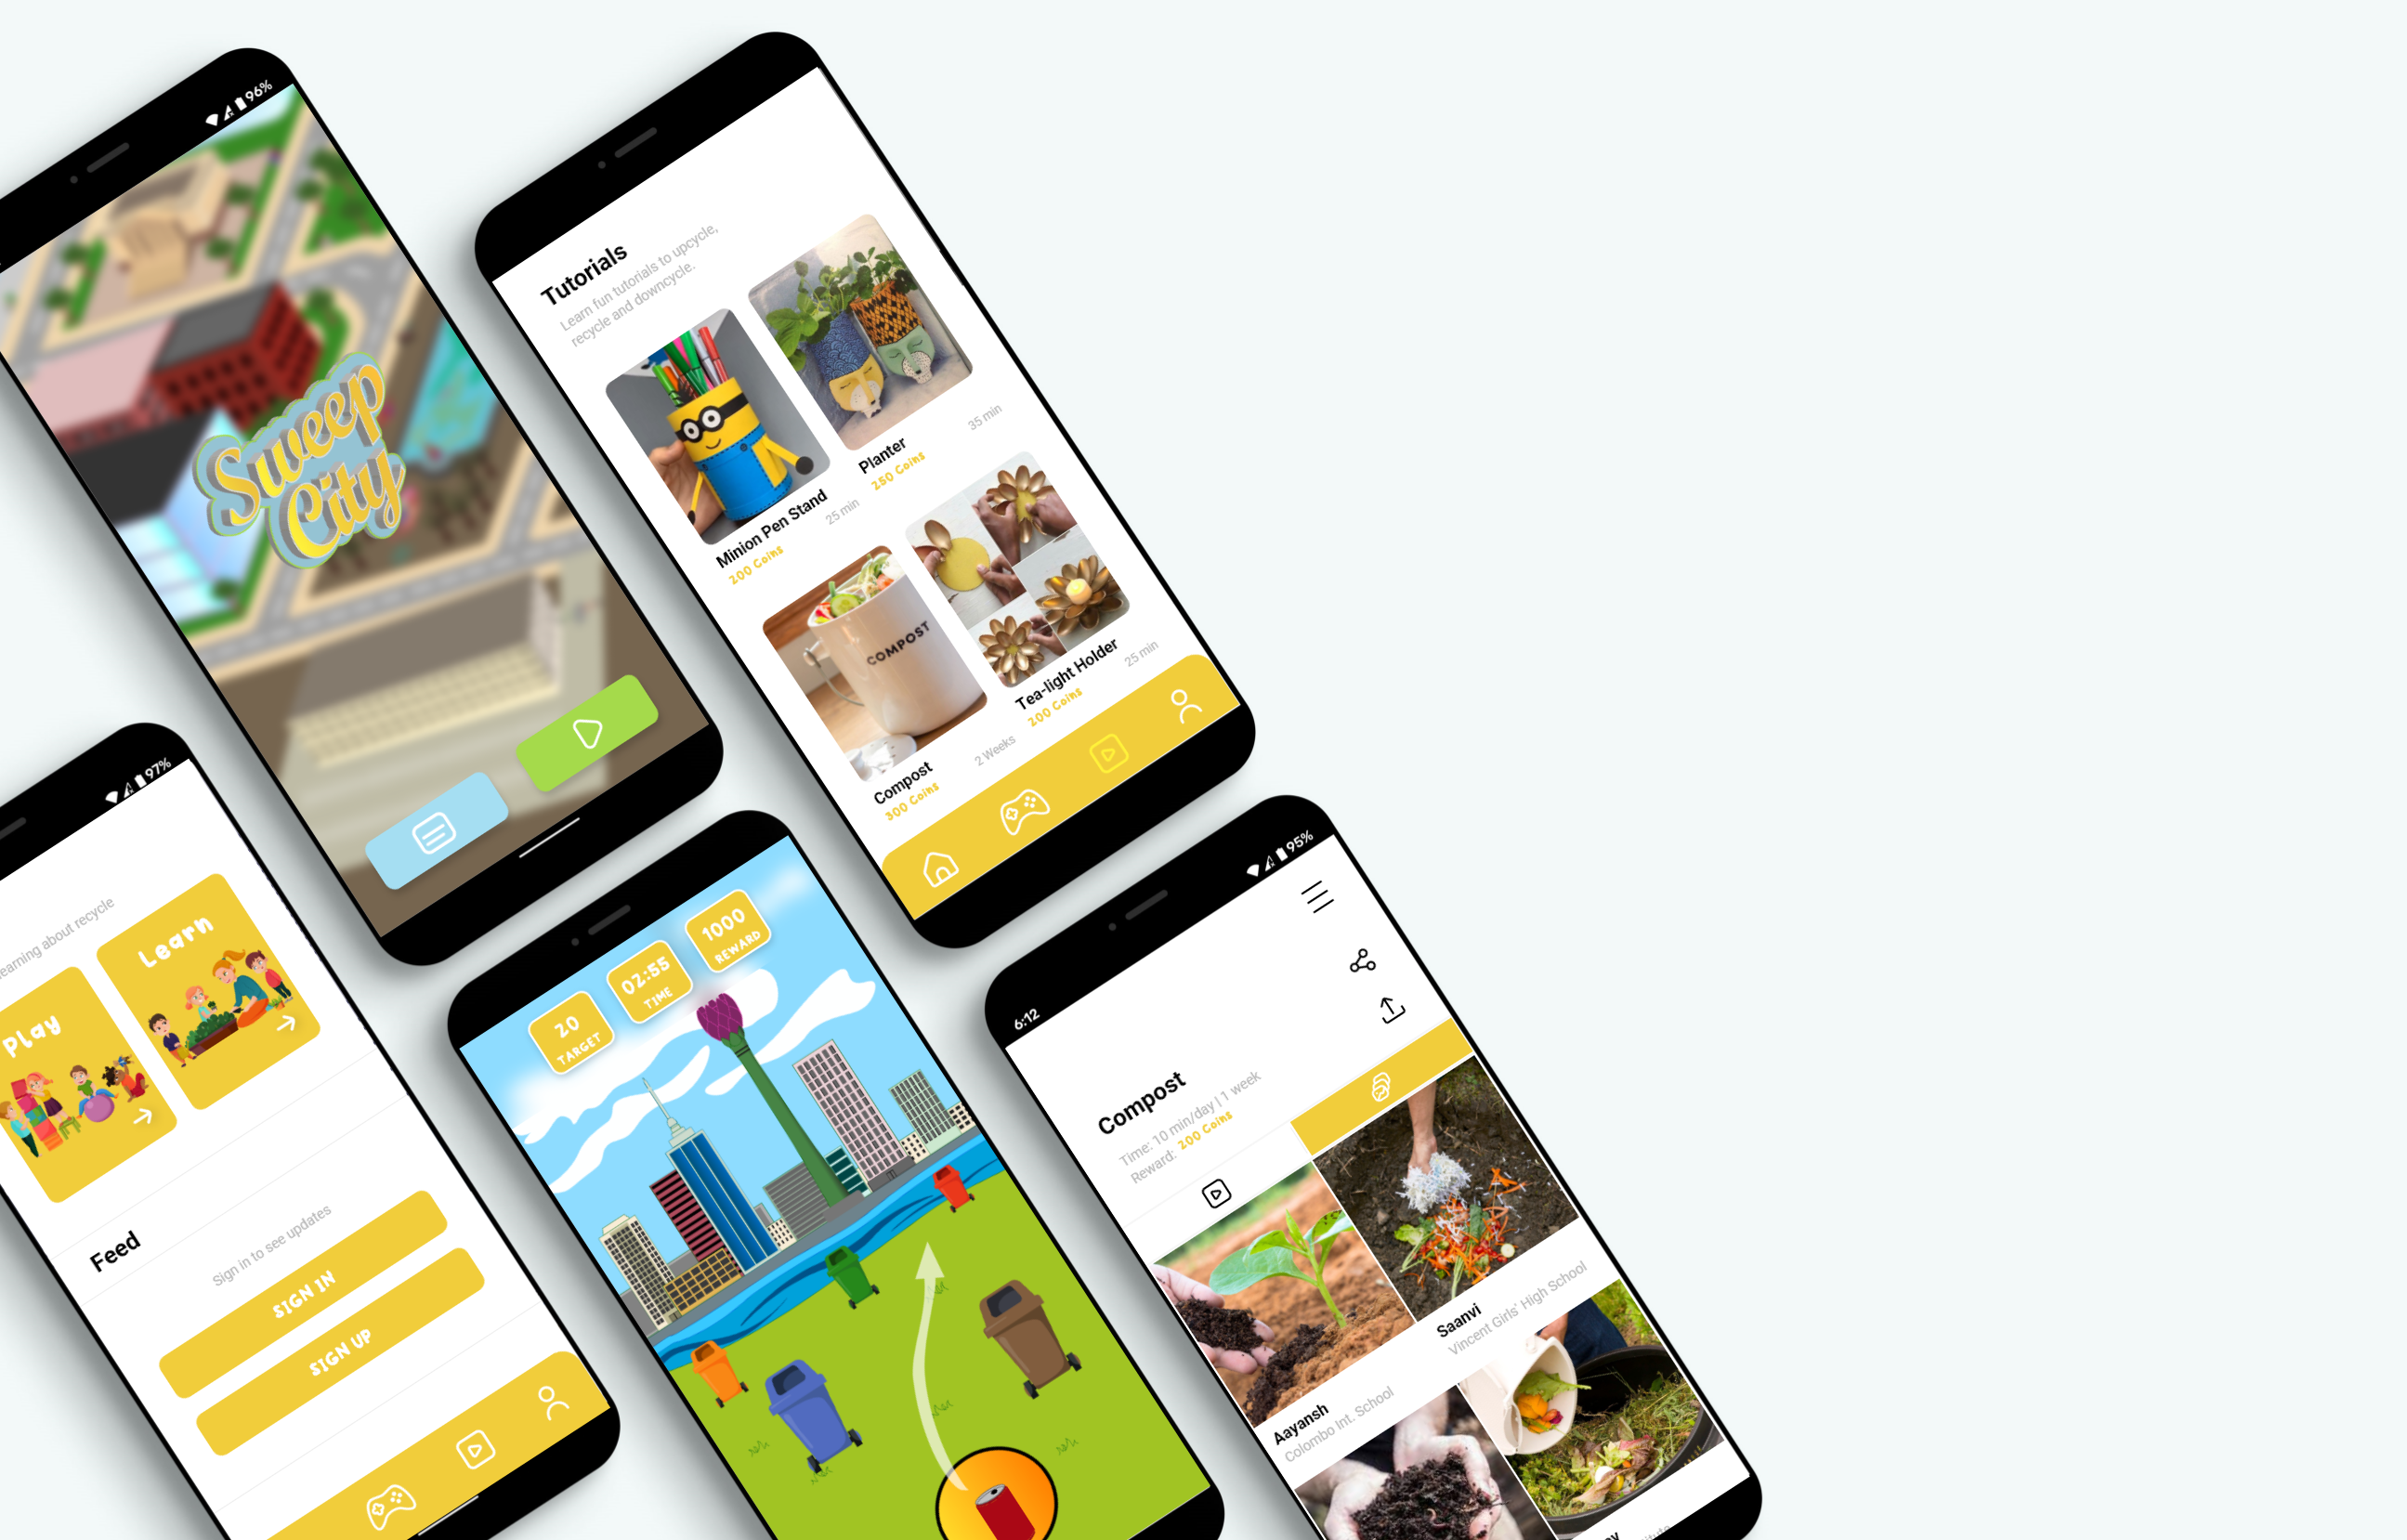 96%
Sweep
City
Tutorials
Learn fun tutorials to upcycle,
recycle and downcycle.
Minion Pen Stand
25 min
200 Coins
Planter
35 min
250 Coins
COMPOST
Compost
2 Weeks
300 Coins
Tea-light Holder
25 min
200 Coins
97%
learning about recycle
Play
Learn
Feed
Sign in to see updates
SIGN IN
SIGN UP
20
TARGET
02:55
TIME
1000
REWARD
6:12
95%
Compost
Time: 10 min/day | 1 week
Reward: 200 Coins
Aayansh
Colombo Int. School
Saanvi
Vincent Girls' High School